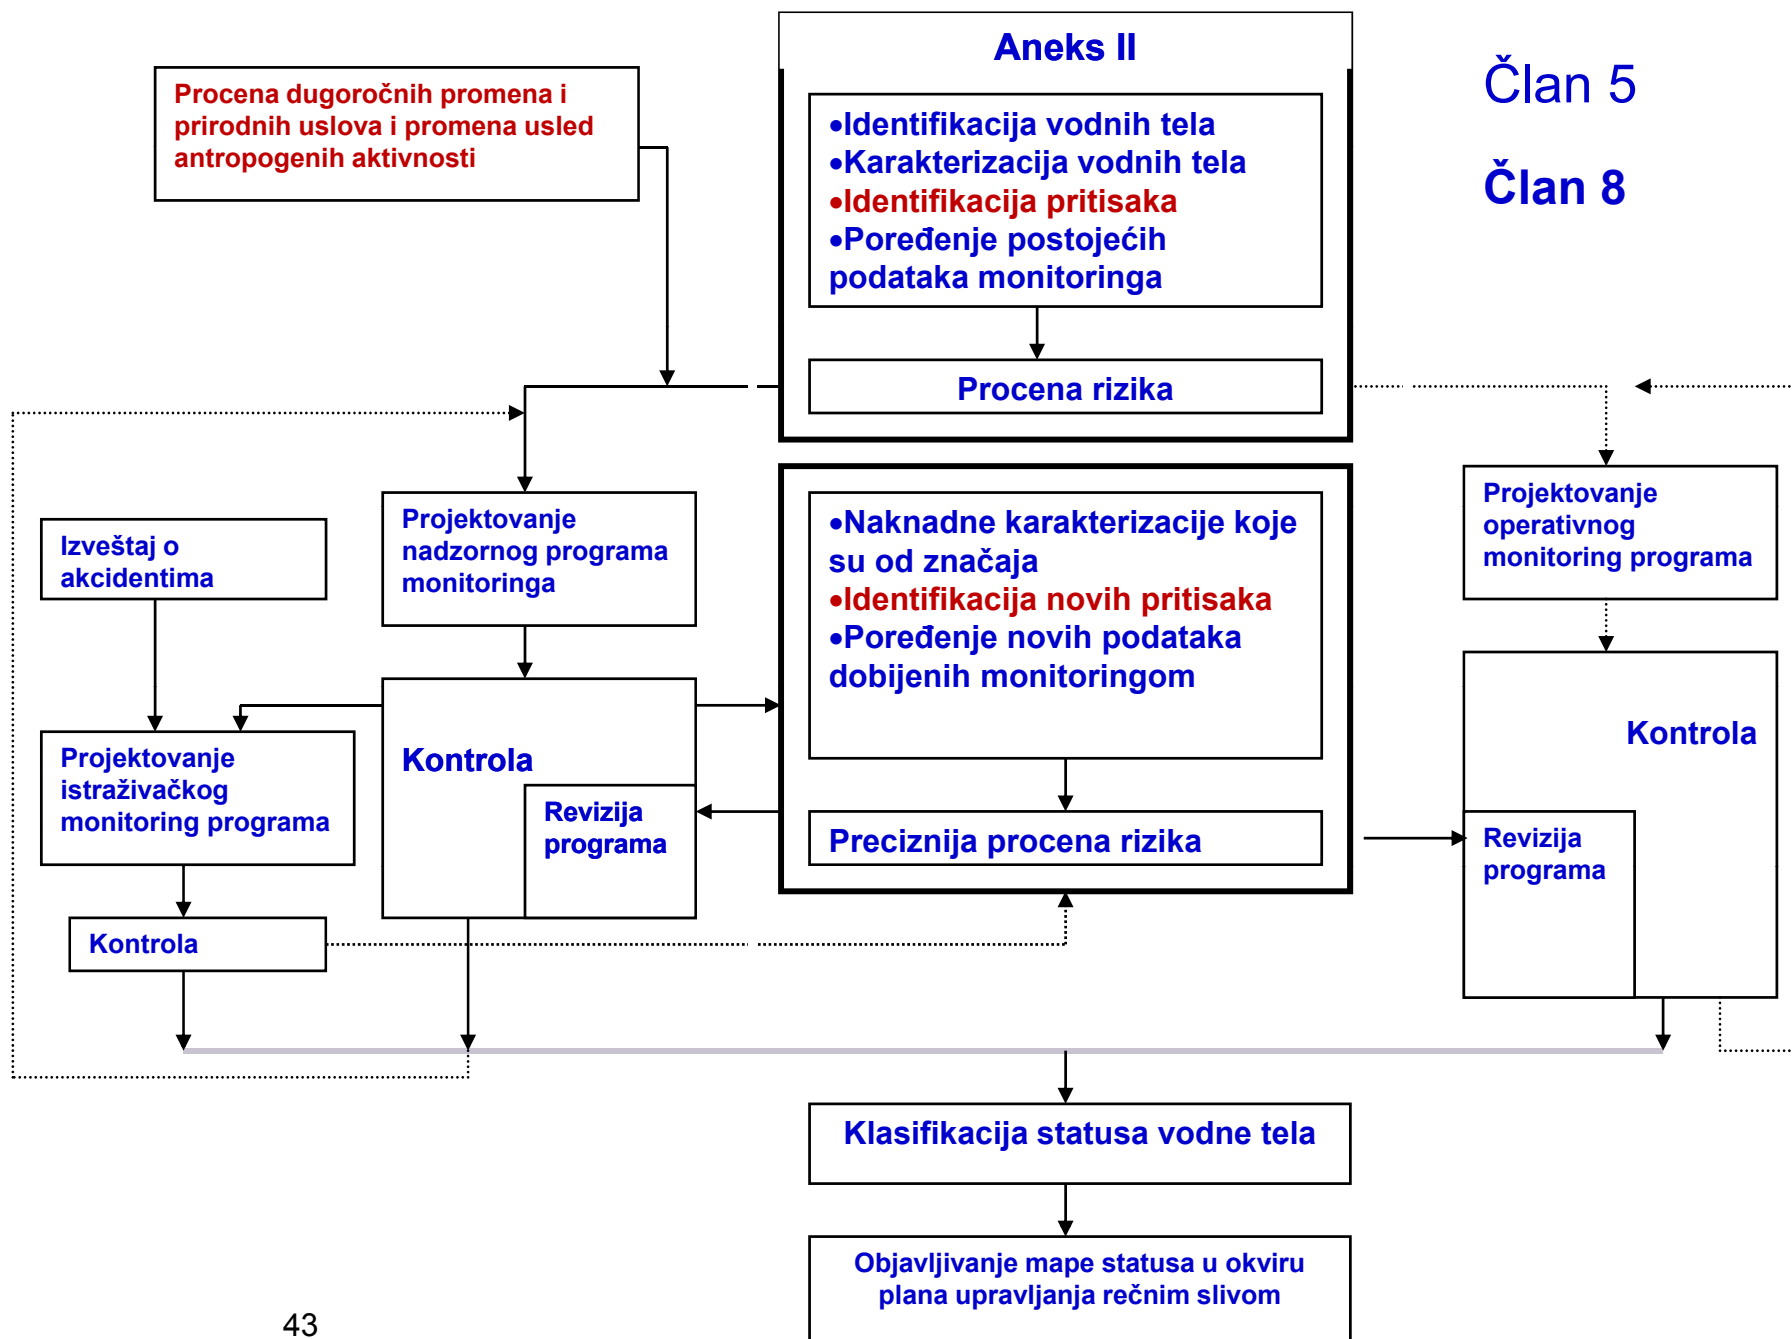 Aneks II
Član 5
Član 8
Procena dugoročnih promena i
prirodnih uslova i promena usled
antropogenih aktivnosti
•Identifikacija vodnih tela
•Karakterizacija vodnih tela
•Identifikacija pritisaka
•Poređenje postojećih
podataka monitoringa
Procena rizika
Izveštaj o
akcidentima
Projektovanje
nadzornog programa
monitoringa
•Naknadne karakterizacije koje
su od značaja
•Identifikacija novih pritisaka
•Poređenje novih podataka
dobijenih monitoringom
Projektovanje
operativnog
monitoring programa
Projektovanje
istraživačkog
monitoring programa
Kontrola
Revizija
programa
Preciznija procena rizika
Kontrola
Revizija
programa
Kontrola
Klasifikacija statusa vodne tela
Objavljivanje mape statusa u okviru
plana upravljanja rečnim slivom
43